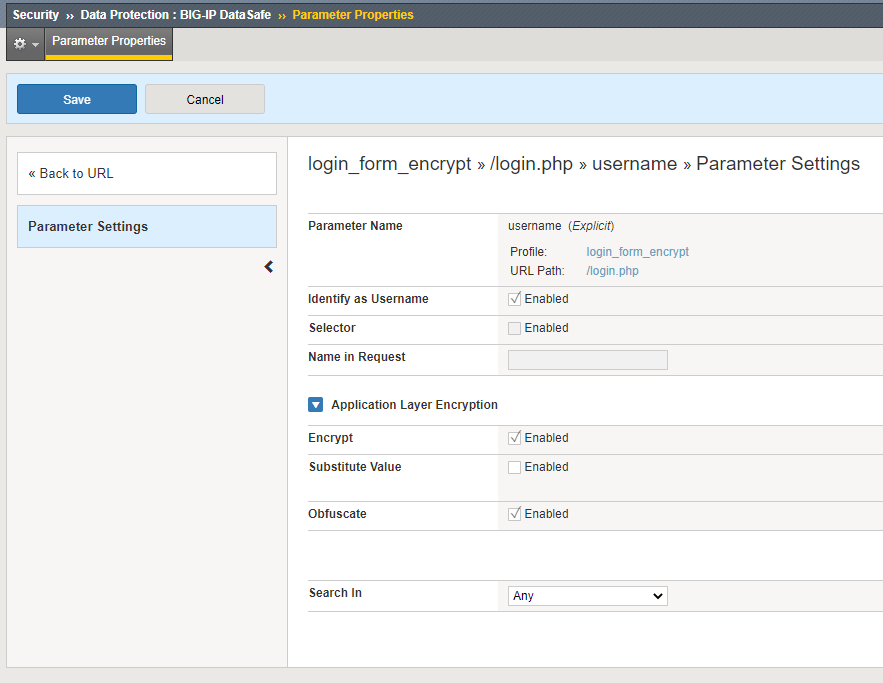 Security ›› Data Protection : BIG-IP DataSafe ›› Parameter Properties
Parameter Properties
Save Cancel
« Back to URL
Parameter Settings
login_form_encrypt » /login.php » username » Parameter Settings
Parameter Name username (Explicit)
Profile: login_form_encrypt
URL Path: /login.php
Identify as Username Enabled
Selector Enabled
Name in Request
Application Layer Encryption
Encrypt Enabled
Substitute Value Enabled
Obfuscate Enabled
Search In Any